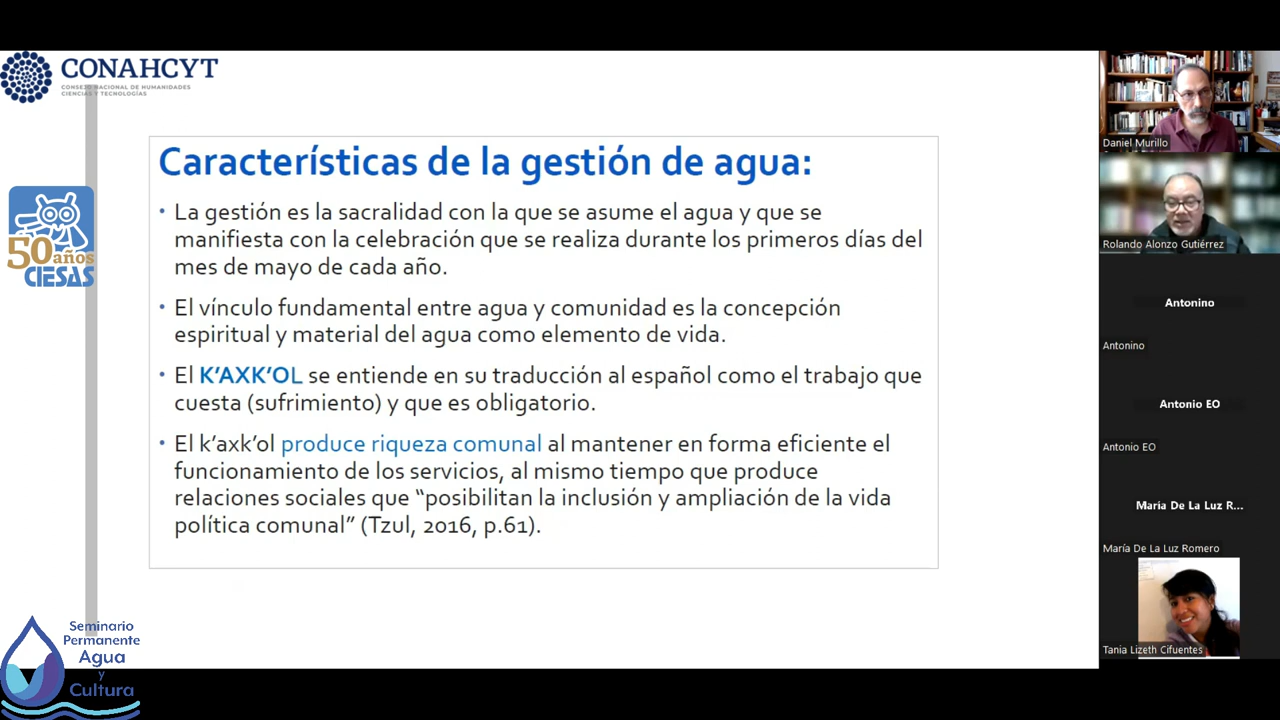 CONAHCYT
CONSEJO NACIONAL DE HUMANIDADES
CIENCIAS Y TECNOLOGÍAS
50 años
CIESAS
Características de la gestión de agua:
• La gestión es la sacralidad con la que se asume el agua y que se
manifiesta con la celebración que se realiza durante los primeros días del
mes de mayo de cada año.
• El vínculo fundamental entre agua y comunidad es la concepción
espiritual y material del agua como elemento de vida.
• El K’AXK’OL se entiende en su traducción al español como el trabajo que
cuesta (sufrimiento) y que es obligatorio.
• El k’axk’ol produce riqueza comunal al mantener en forma eficiente el
funcionamiento de los servicios, al mismo tiempo que produce
relaciones sociales que “posibilitan la inclusión y ampliación de la vida
política comunal” (Tzul, 2016, p.61).
Seminario
Permanente
Agua
y
Cultura
Daniel Murillo
Rolando Alonzo Gutiérrez
Antonino
Antonino
Antonio EO
Antonio EO
María De La Luz R...
María De La Luz Romero
Tania Lizeth Cifuentes